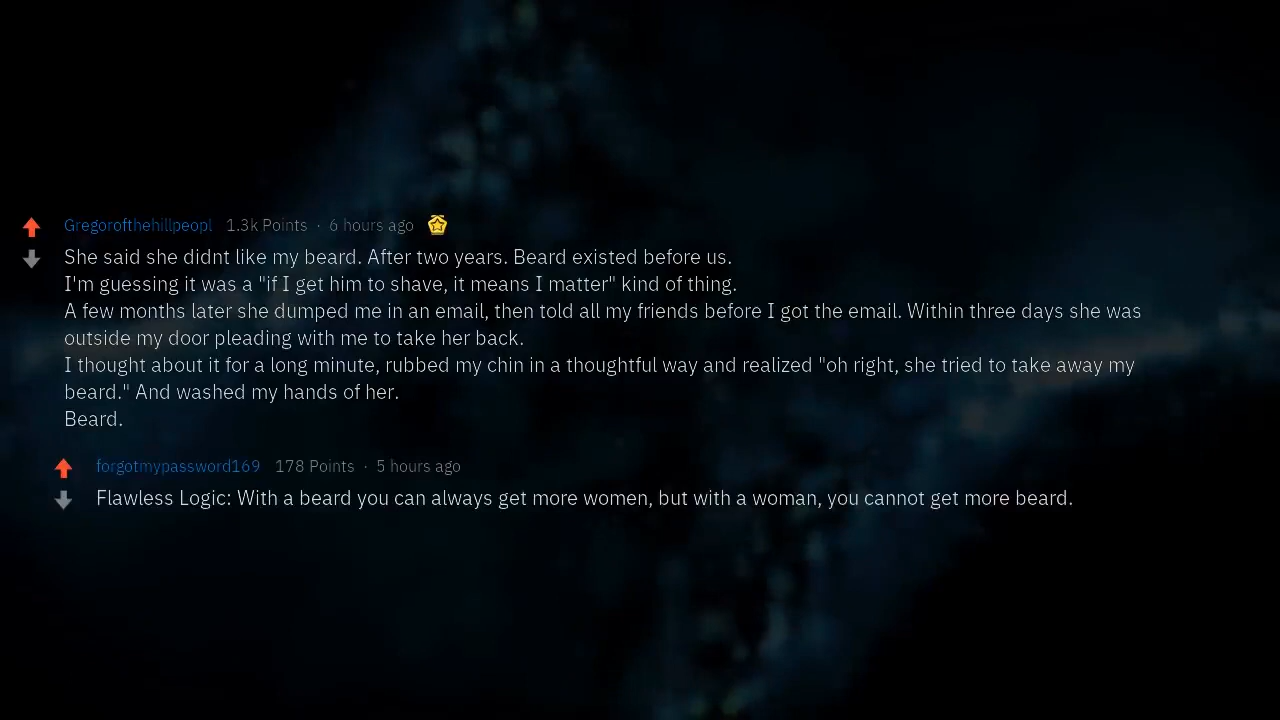 Gregorofthehillpeopl 1.3k Points · 6 hours ago
She said she didnt like my beard. After two years. Beard existed before us.
I'm guessing it was a "if I get him to shave, it means I matter" kind of thing.
A few months later she dumped me in an email, then told all my friends before I got the email. Within three days she was
outside my door pleading with me to take her back.
I thought about it for a long minute, rubbed my chin in a thoughtful way and realized "oh right, she tried to take away my
beard." And washed my hands of her.
Beard.
forgotmypassword169 178 Points · 5 hours ago
Flawless Logic: With a beard you can always get more women, but with a woman, you cannot get more beard.